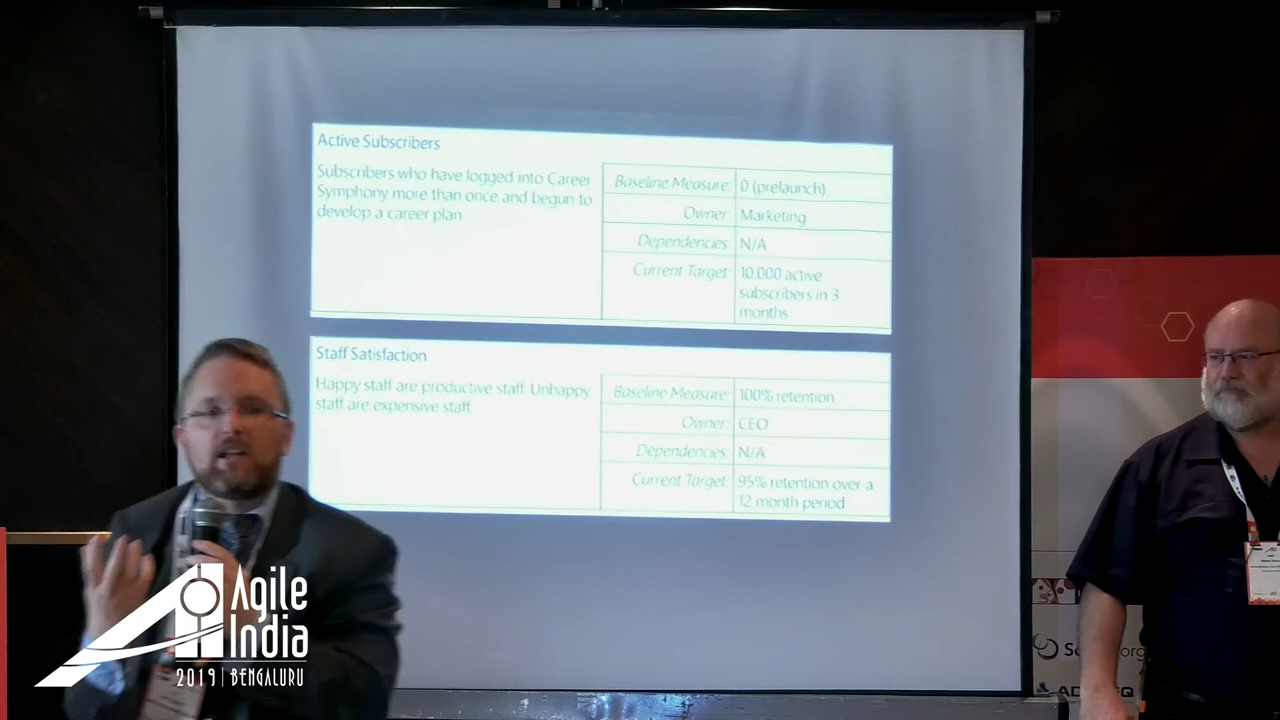 Active Subscribers
Subscribers who have logged into Career
Symphony more than once and begun to
develop a career plan
Baseline Measure: 0 (prelaunch)
Owner: Marketing
Dependencies: N/A
Current Target: 10,000 active
subscribers in 3
months
Staff Satisfaction
Happy staff are productive staff. Unhappy
staff are expensive staff.
Baseline Measure: 100% retention
Owner: CEO
Dependencies: N/A
Current Target: 95% retention over a
12 month period
Agile
India
2019 | BENGALURU